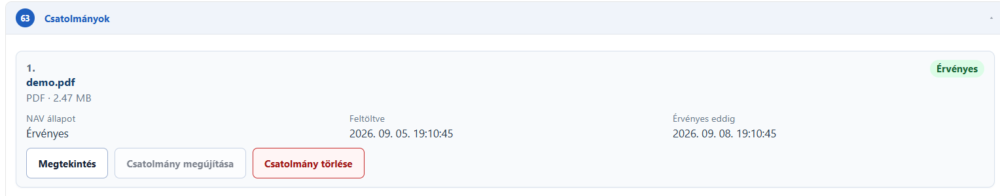 63 Csatolmányok
1.
Érvényes
demo.pdf
PDF · 2.47 MB
NAV állapot Feltöltve Érvényes eddig
Érvényes 2026. 09. 05. 19:10:45 2026. 09. 08. 19:10:45
Megtekintés Csatolmány megújítása Csatolmány törlése